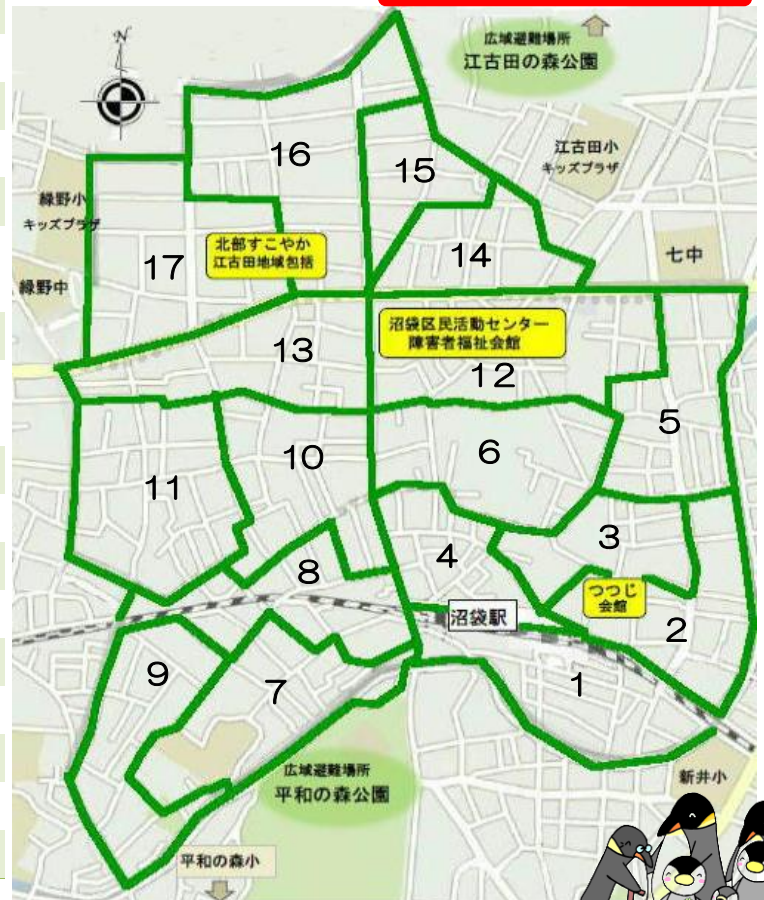 N
広域避難場所
江古田の森公園
16
15
江古田小
キッズプラザ
緑野小
キッズプラザ
北部すこやか
江古田地域包括
14
七中
17
緑野中
沼袋区民活動センター
障害者福祉会館
13
12
5
10
6
11
3
4
8
つつじ
会館
沼袋駅
2
9
7
1
広域避難場所
平和の森公園
新井小
平和の森小